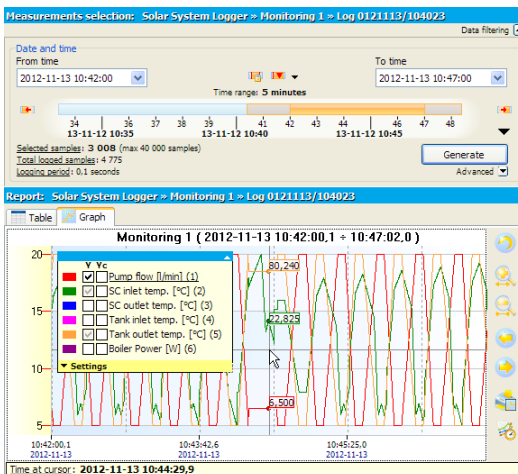 Measurements selection: Solar System Logger » Monitoring 1 » Log 0121113/104023
Data filtering
Date and time
From time
To time
2012-11-13 10:42:00
2012-11-13 10:47:00
Time range: 5 minutes
34 36 37 38 39 41 42 43 44 46 47 48
13-11-12 10:35 13-11-12 10:40 13-11-12 10:45
Selected samples: 3 008 (max 40 000 samples)
Total logged samples: 4 775
Logging period: 0,1 seconds
Generate
Advanced
Report: Solar System Logger » Monitoring 1 » Log 0121113/104023
Table Graph
Monitoring 1 ( 2012-11-13 10:42:00,1 ÷ 10:47:02,0 )
20
15
10
5
V Yc
Pump flow [l/min] (1)
SC inlet temp. [ºC] (2)
SC outlet temp. [ºC] (3)
Tank inlet temp. [ºC] (4)
Tank outlet temp. [ºC] (5)
Boiler Power [W] (6)
Settings
80,240
22,825
6,500
10:42:00,1 10:43:42,6 10:45:25,0
2012-11-13 2012-11-13 2012-11-13
Time at cursor: 2012-11-13 10:44:29,9